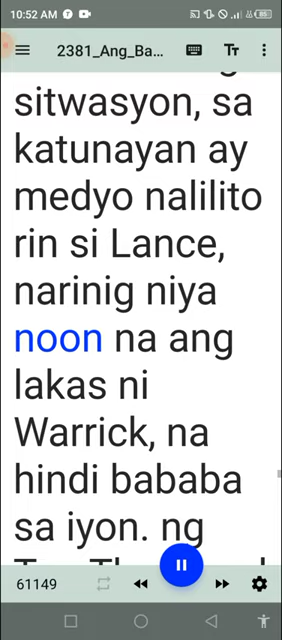 10:52 AM
2381_Ang_Ba...
sitwasyon, sa
katunayan ay
medyo nalilito
rin si Lance,
narinig niya
noon na ang
lakas ni
Warrick, na
hindi bababa
sa iyon. ng
61149